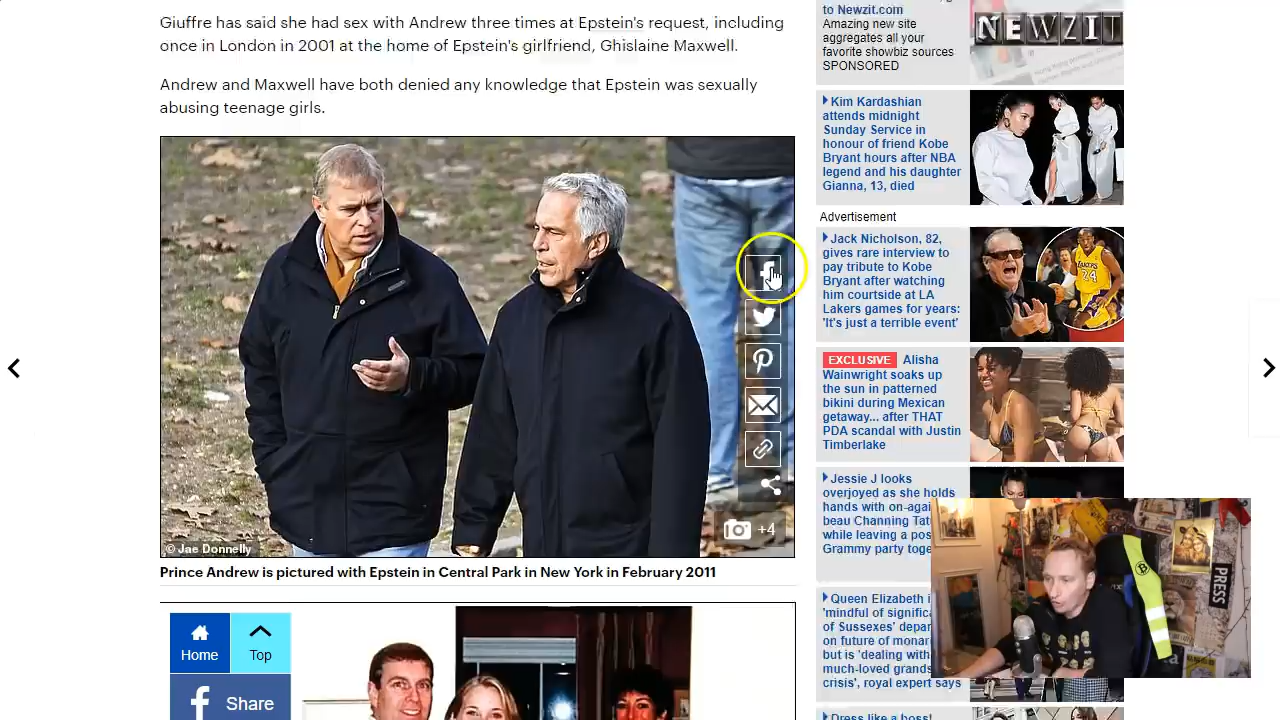 Giuffre has said she had sex with Andrew three times at Epstein's request, including
once in London in 2001 at the home of Epstein's girlfriend, Ghislaine Maxwell.
Andrew and Maxwell have both denied any knowledge that Epstein was sexually
abusing teenage girls.
© Jae Donnelly
+4
Prince Andrew is pictured with Epstein in Central Park in New York in February 2011
Home
Top
Share
to Newzit.com
Amazing new site
aggregates all your
favorite showbiz sources
SPONSORED
NEWZIT
Kim Kardashian
attends midnight
Sunday Service in
honour of friend Kobe
Bryant hours after NBA
legend and his daughter
Gianna, 13, died
Advertisement
Jack Nicholson, 82,
gives rare interview to
pay tribute to Kobe
Bryant after watching
him courtside at LA
Lakers games for years:
'It's just a terrible event'
24
EXCLUSIVE Alisha
Wainwright soaks up
the sun in patterned
bikini during Mexican
getaway... after THAT
PDA scandal with Justin
Timberlake
Jessie J looks
overjoyed as she holds
hands with on-agai
beau Channing Tat
while leaving a pos
Grammy party toge
Queen Elizabeth i
'mindful of signific
of Sussexes' depar
on future of monar
but is 'dealing with
much-loved grands
crisis', royal expert says
Dress like a boss!
PRESS